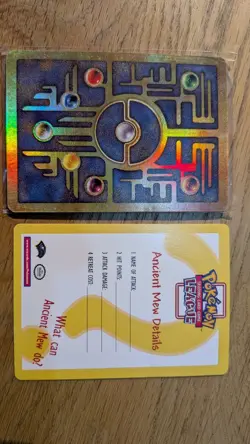 POKÉMON
LEAGUE
Ancient Mew Details
1 NAME OF ATTACK:
2 HIT POINTS:
3 ATTACK DAMAGE:
4 RETREAT COST:
What can
Ancient Mew do?